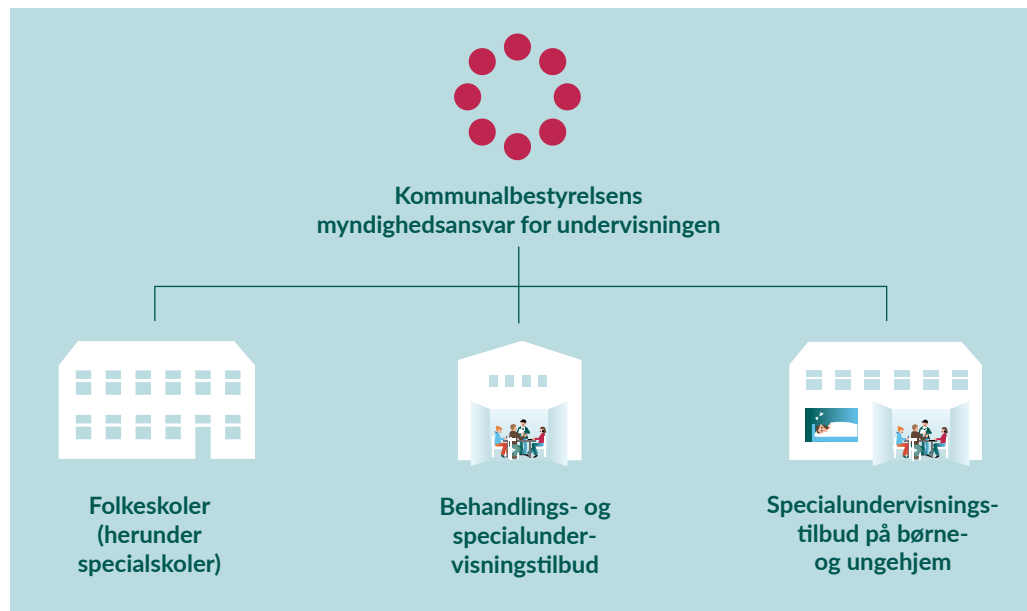 Kommunalbestyrelsens
myndighedsansvar for undervisningen
Folkeskoler
(herunder
specialskoler)
Behandlings- og
specialunder-
visningstilbud
Specialundervisnings-
tilbud på børne-
og ungehjem